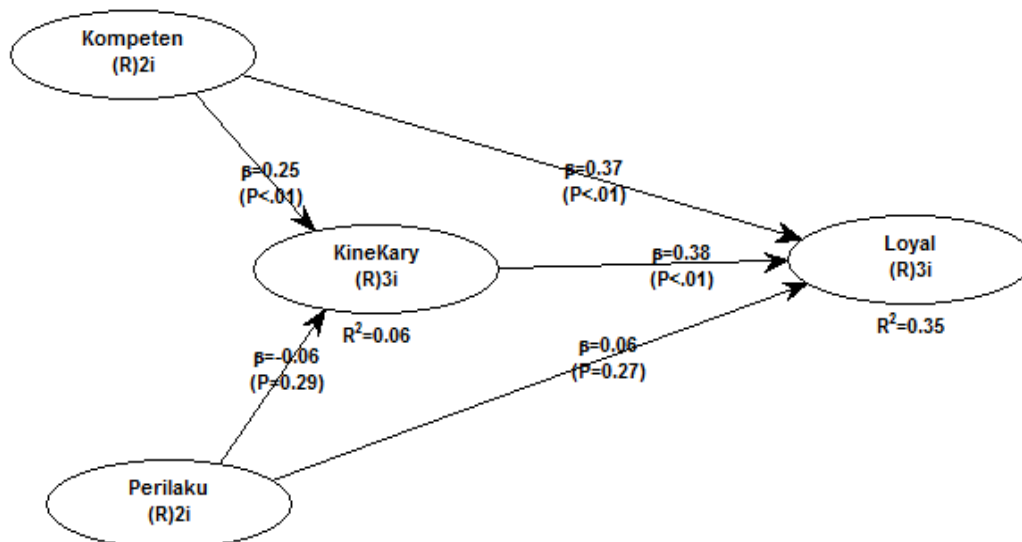 Kompeten
(R)2i
β=0.25
(P<.01)
β=0.37
(P<.01)
KineKary
(R)3i
R²=0.06
β=0.38
(P<.01)
Loyal
(R)3i
R²=0.35
β=-0.06
(P=0.29)
β=0.06
(P=0.27)
Perilaku
(R)2i